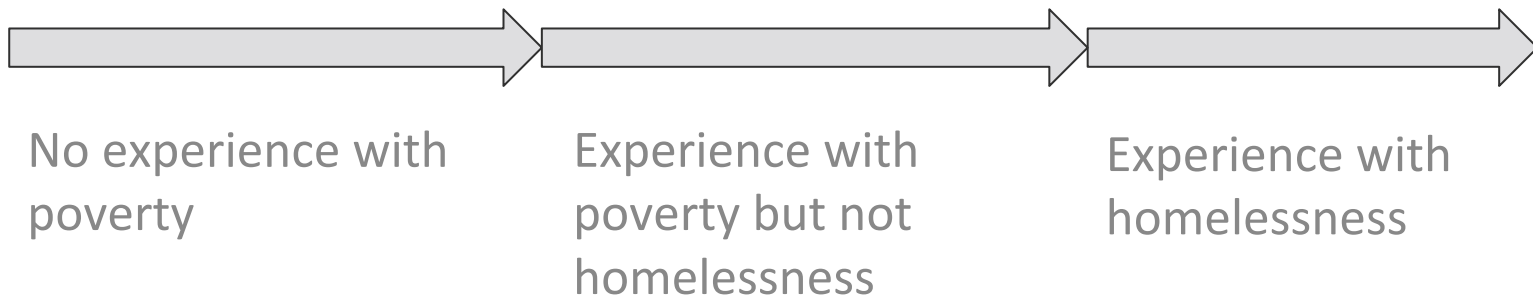 No experience with
poverty
Experience with
poverty but not
homelessness
Experience with
homelessness